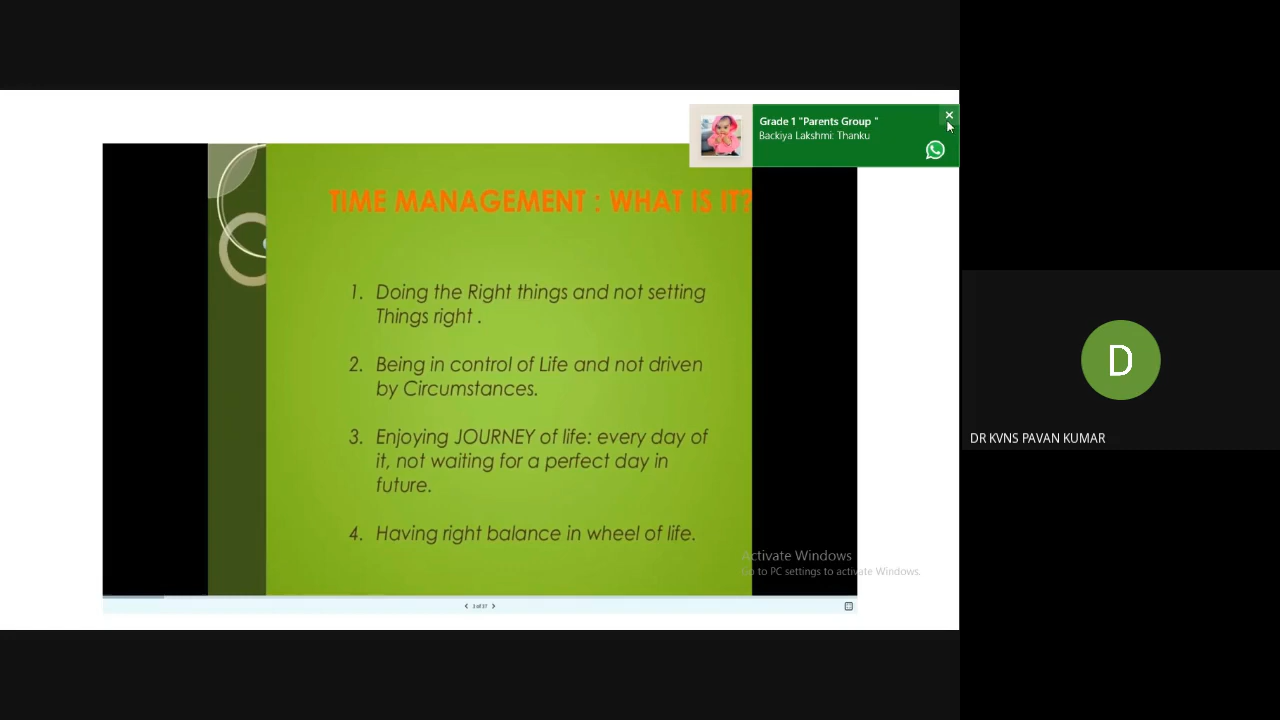 Grade 1 "Parents Group "
Backiya Lakshmi: Thanku
TIME MANAGEMENT : WHAT IS IT?
1. Doing the Right things and not setting
Things right .
2. Being in control of Life and not driven
by Circumstances.
3. Enjoying JOURNEY of life: every day of
it, not waiting for a perfect day in
future.
4. Having right balance in wheel of life.
Activate Windows
Go to PC settings to activate Windows.
D
DR KVNS PAVAN KUMAR